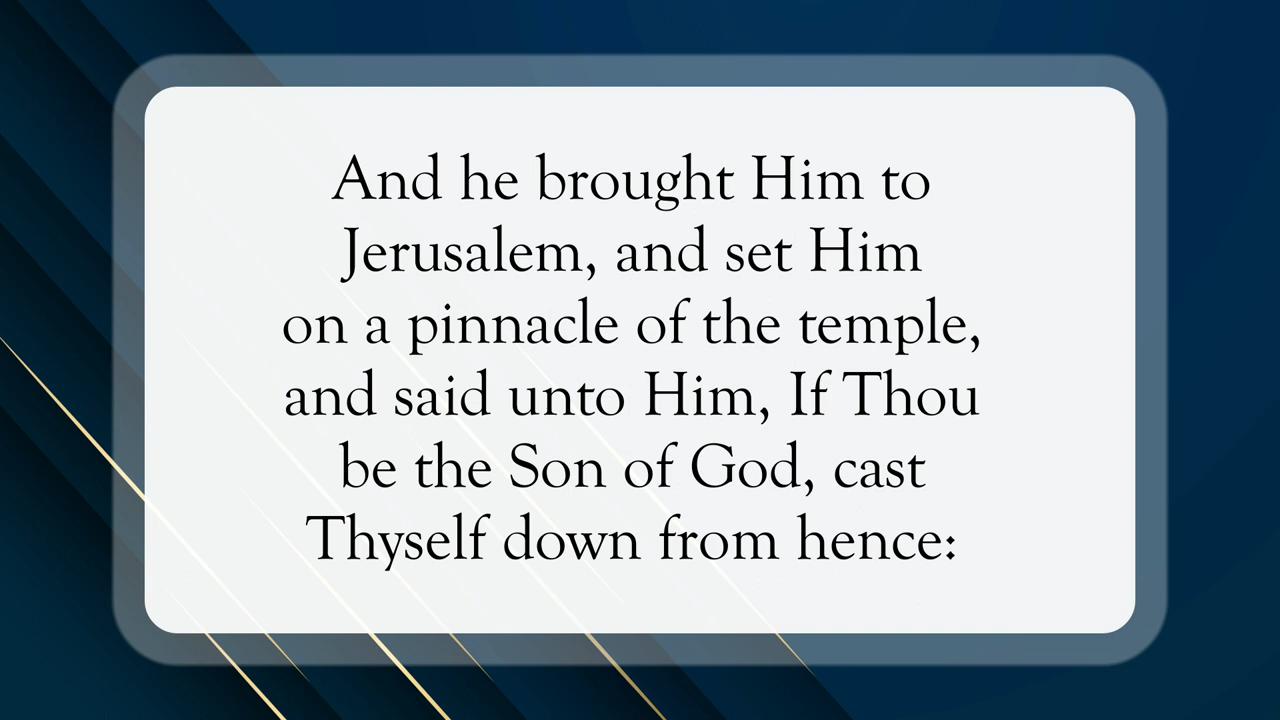 And he brought Him to
Jerusalem, and set Him
on a pinnacle of the temple,
and said unto Him, If Thou
be the Son of God, cast
Thyself down from hence: